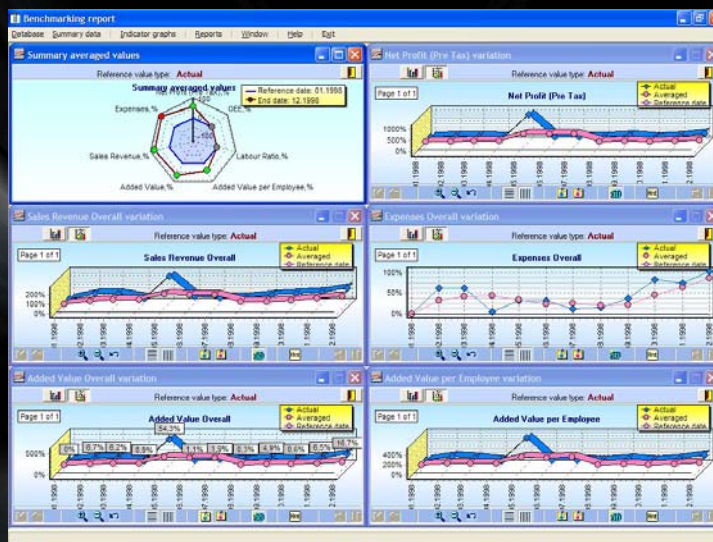 Benchmarking report
Database Summary data Indicator graphs Reports Window Help Exit
Summary averaged values
Reference value type: Actual
Summary averaged values
Net Profit (Pre Tax),%
Reference date: 01.1998
End date: 12.1998
Expenses,%
OEE,%
Sales Revenue,%
Labour Ratio,%
Added Value,%
Added Value per Employee,%
Net Profit (Pre Tax) variation
Reference value type: Actual
Page 1 of 1
Net Profit (Pre Tax)
Actual
Averaged
Reference date
1000%
500%
0%
Sales Revenue Overall variation
Reference value type: Actual
Page 1 of 1
Sales Revenue Overall
Actual
Averaged
Reference date
200%
100%
0%
Expenses Overall variation
Reference value type: Actual
Page 1 of 1
Expenses Overall
Actual
Averaged
Reference date
100%
50%
0%
Added Value Overall variation
Reference value type: Actual
Page 1 of 1
Added Value Overall
Actual
Averaged
Reference date
54,3%
500%
0%
0% 6,7% 6,2% 1,1% 1,9% 0,3% 4,9% 6,5% 16,7%
Added Value per Employee variation
Reference value type: Actual
Page 1 of 1
Added Value per Employee
Actual
Averaged
Reference date
400%
200%
0%